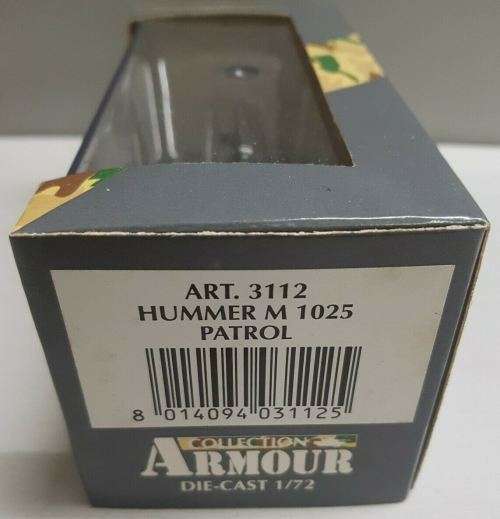 ART. 3112
HUMMER M 1025
PATROL
8 014094 031125
COLLECTION
ARMOUR
DIE-CAST 1/72